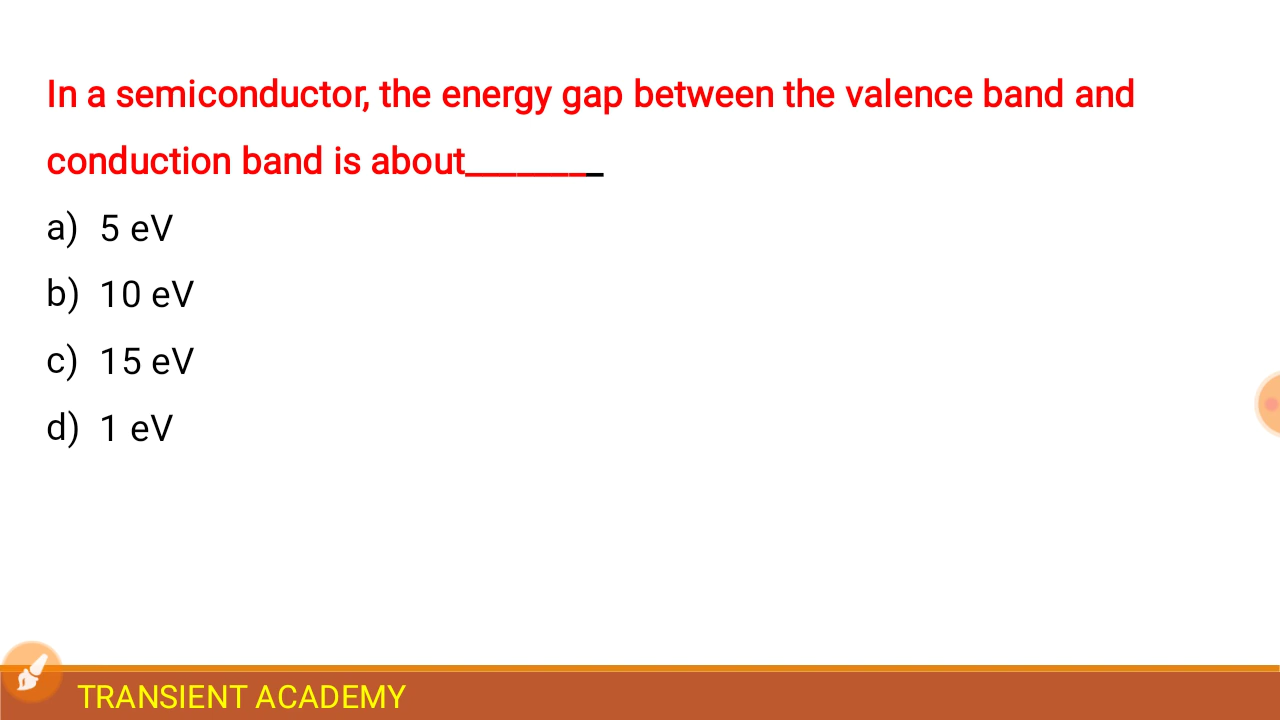 In a semiconductor, the energy gap between the valence band and
conduction band is about________
a) 5 eV
b) 10 eV
c) 15 eV
d) 1 eV
TRANSIENT ACADEMY